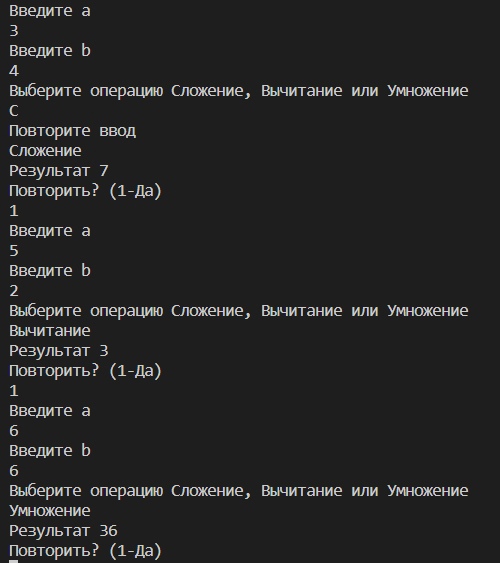 Введите a
3
Введите b
4
Выберите операцию Сложение, Вычитание или Умножение
С
Повторите ввод
Сложение
Результат 7
Повторить? (1-Да)
1
Введите a
5
Введите b
2
Выберите операцию Сложение, Вычитание или Умножение
Вычитание
Результат 3
Повторить? (1-Да)
1
Введите a
6
Введите b
6
Выберите операцию Сложение, Вычитание или Умножение
Умножение
Результат 36
Повторить? (1-Да)